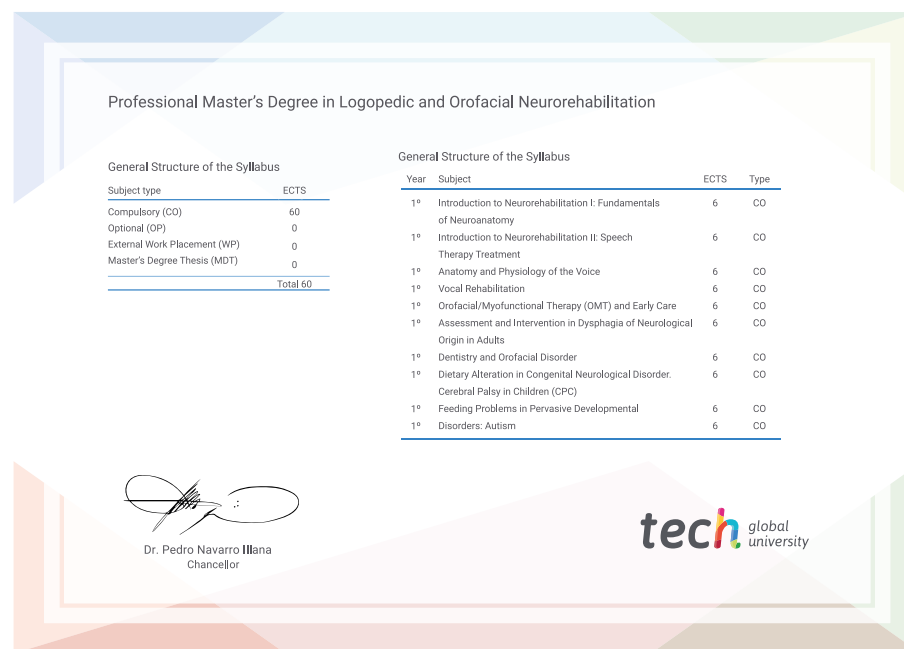 Professional Master's Degree in Logopedic and Orofacial Neurorehabilitation
General Structure of the Syllabus
Subject type ECTS
Compulsory (CO) 60
Optional (OP) 0
External Work Placement (WP) 0
Master's Degree Thesis (MDT) 0
Total 60
General Structure of the Syllabus
Year Subject ECTS Type
1º Introduction to Neurorehabilitation I: Fundamentals 6 CO
of Neuroanatomy
1º Introduction to Neurorehabilitation II: Speech 6 CO
Therapy Treatment
1º Anatomy and Physiology of the Voice 6 CO
1º Vocal Rehabilitation 6 CO
1º Orofacial/Myofunctional Therapy (OMT) and Early Care 6 CO
1º Assessment and Intervention in Dysphagia of Neurological 6 CO
Origin in Adults
1º Dentistry and Orofacial Disorder 6 CO
1º Dietary Alteration in Congenital Neurological Disorder. 6 CO
Cerebral Palsy in Children (CPC)
1º Feeding Problems in Pervasive Developmental 6 CO
1º Disorders: Autism 6 CO
Dr. Pedro Navarro Illana
Chancellor
tech global
university